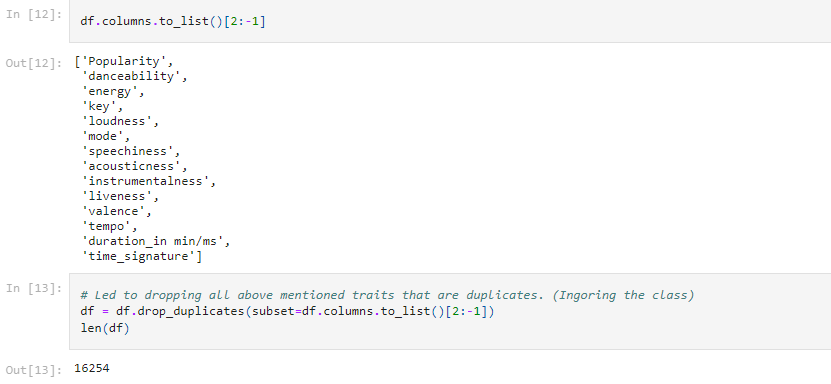 In [12]: df.columns.to_list()[2:-1]
Out[12]: ['Popularity',
'danceability',
'energy',
'key',
'loudness',
'mode',
'speechiness',
'acousticness',
'instrumentalness',
'liveness',
'valence',
'tempo',
'duration_in min/ms',
'time_signature']
In [13]: # Led to dropping all above mentioned traits that are duplicates. (Ingoring the class)
df = df.drop_duplicates(subset=df.columns.to_list()[2:-1])
len(df)
Out[13]: 16254